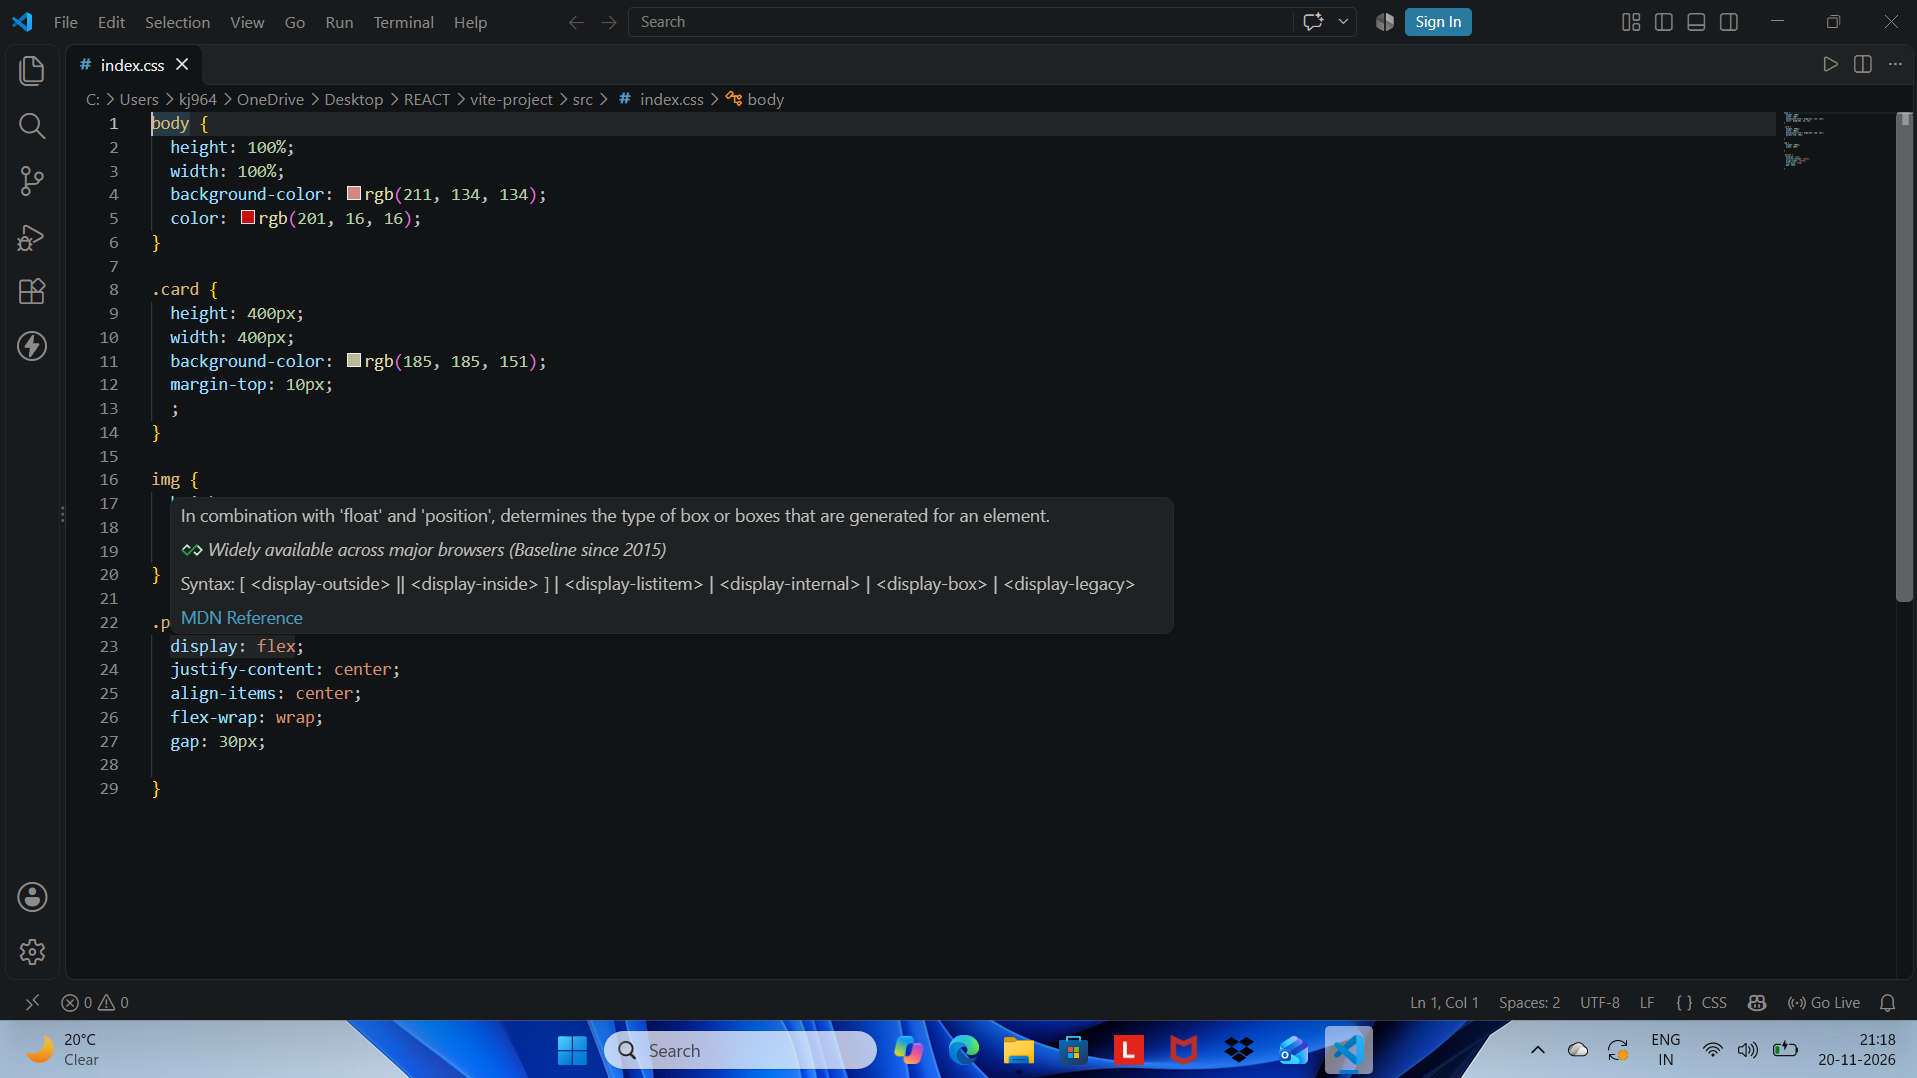 File Edit Selection View Go Run Terminal Help
Search
Sign In
# index.css
C: > Users > kj964 > OneDrive > Desktop > REACT > vite-project > src > # index.css > body
1 body {
2 height: 100%;
3 width: 100%;
4 background-color: rgb(211, 134, 134);
5 color: rgb(201, 16, 16);
6 }
7
8 .card {
9 height: 400px;
10 width: 400px;
11 background-color: rgb(185, 185, 151);
12 margin-top: 10px;
13 ;
14 }
15
16 img {
17
In combination with 'float' and 'position', determines the type of box or boxes that are generated for an element.
18
19 Widely available across major browsers (Baseline since 2015)
20 }
Syntax: [ <display-outside> || <display-inside> ] | <display-listitem> | <display-internal> | <display-box> | <display-legacy>
21
MDN Reference
22 .p
23 display: flex;
24 justify-content: center;
25 align-items: center;
26 flex-wrap: wrap;
27 gap: 30px;
28
29 }
0 0
Ln 1, Col 1 Spaces: 2 UTF-8 LF { } CSS Go Live
20°C
Clear
Search
L
ENG
IN
21:18
20-11-2026